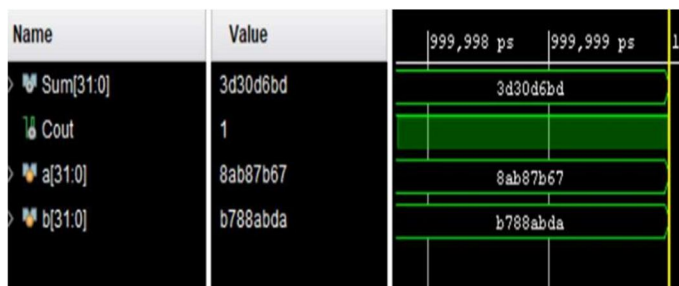 Name Value 999,998 ps 999,999 ps 1
Sum[31:0] 3d30d6bd 3d30d6bd
Cout 1
a[31:0] 8ab87b67 8ab87b67
b[31:0] b788abda b788abda